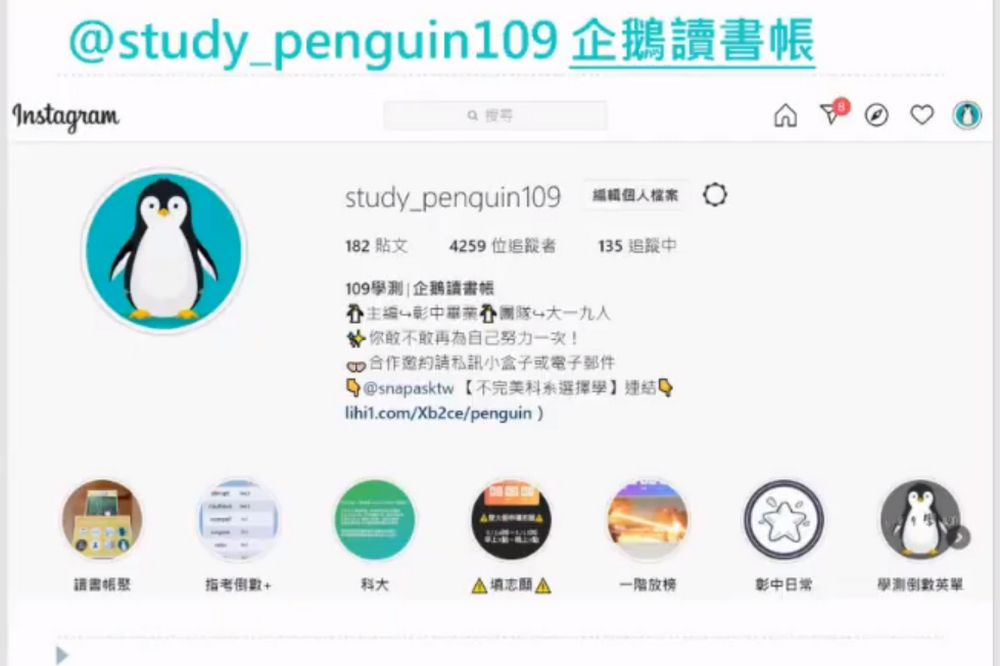 @study_penguin109 企鵝讀書帳
Instagram
搜尋
8
study_penguin109 編輯個人檔案
182 貼文 4259 位追蹤者 135 追蹤中
109學測|企鵝讀書帳
主編↪彰中畢業 團隊↪大一九人
你敢不敢再為自己努力一次！
合作邀約請私訊小盒子或電子郵件
@snapasktw 【不完美科系選擇學】連結
lihi1.com/Xb2ce/penguin )
讀書帳聚 指考倒數+ 科大 填志願 一階放榜 彰中日常 學測倒數英單